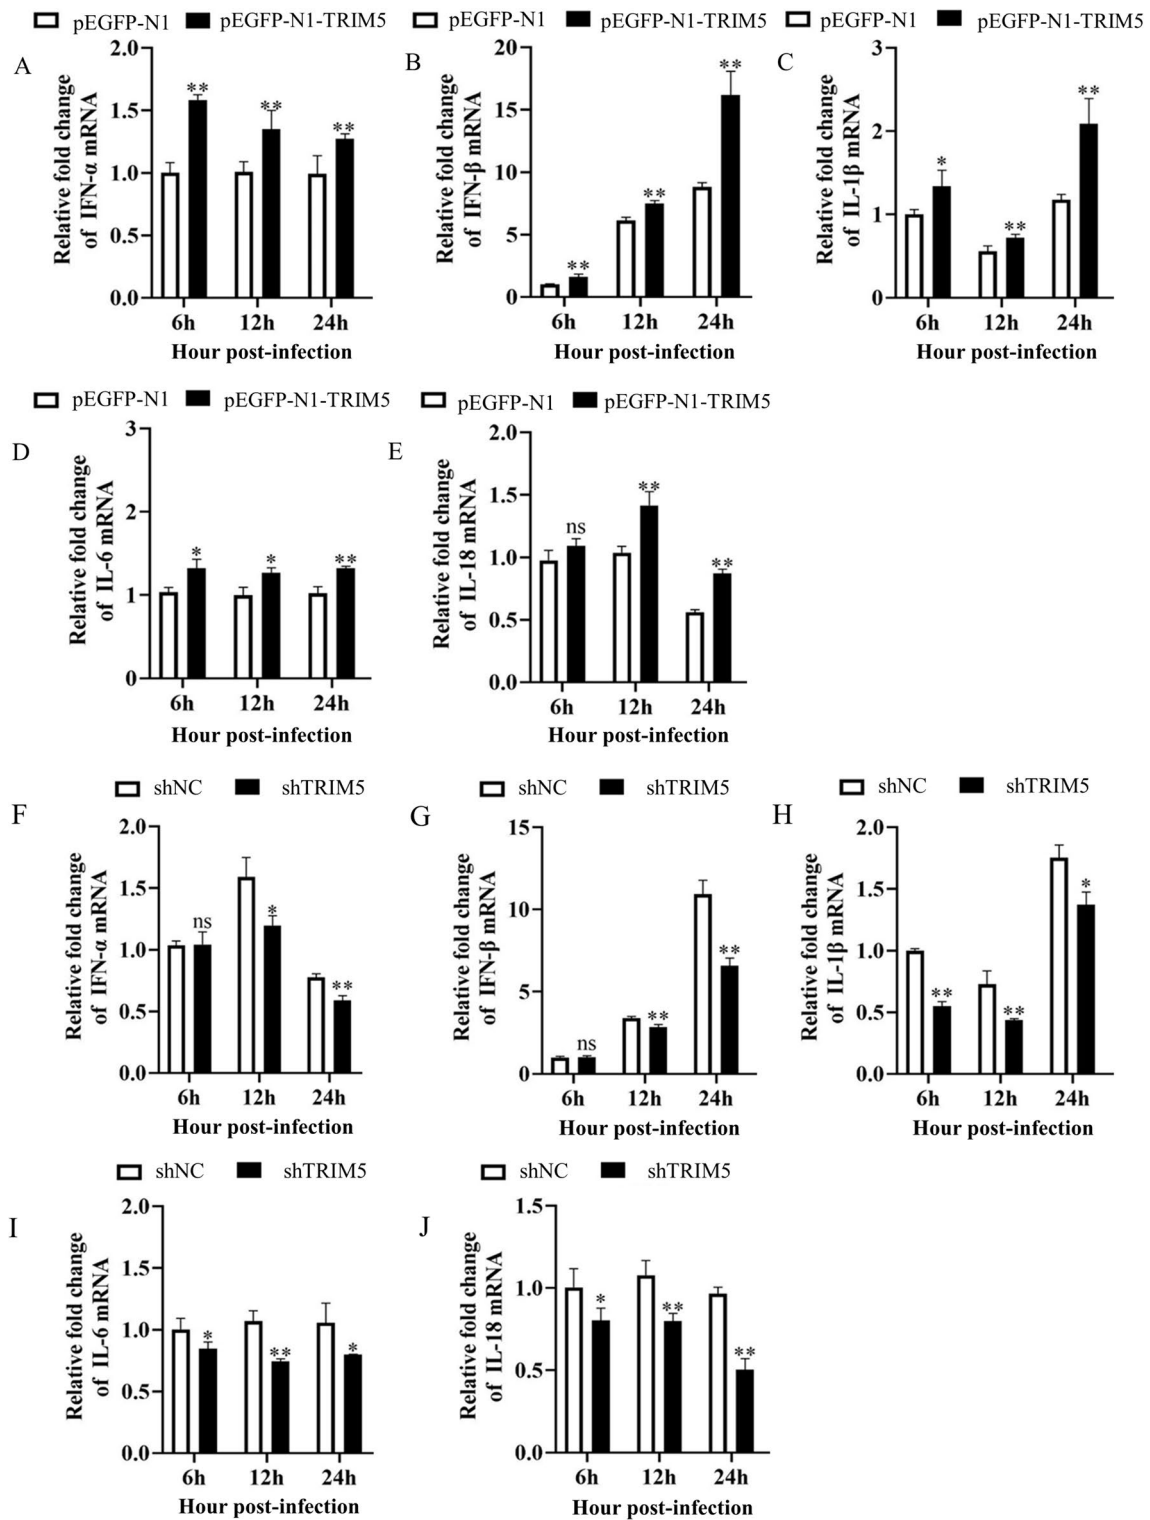 pEGFP-N1 pEGFP-N1-TRIM5
A
Relative fold change
of IFN-α mRNA
2.0
1.5
1.0
0.5
0.0
** ** **
6h 12h 24h
Hour post-infection
pEGFP-N1 pEGFP-N1-TRIM5
B
Relative fold change
of IFN-β mRNA
20
15
10
5
0
** ** **
6h 12h 24h
Hour post-infection
pEGFP-N1 pEGFP-N1-TRIM5
C
Relative fold change
of IL-1β mRNA
3
2
1
0
* ** **
6h 12h 24h
Hour post-infection
pEGFP-N1 pEGFP-N1-TRIM5
D
Relative fold change
of IL-6 mRNA
3
2
1
0
* * **
6h 12h 24h
Hour post-infection
pEGFP-N1 pEGFP-N1-TRIM5
E
Relative fold change
of IL-18 mRNA
2.0
1.5
1.0
0.5
0.0
ns ** **
6h 12h 24h
Hour post-infection
shNC shTRIM5
F
Relative fold change
of IFN-α mRNA
2.0
1.5
1.0
0.5
0.0
ns * **
6h 12h 24h
Hour post-infection
shNC shTRIM5
G
Relative fold change
of IFN-β mRNA
15
10
5
0
ns ** **
6h 12h 24h
Hour post-infection
shNC shTRIM5
H
Relative fold change
of IL-1β mRNA
2.0
1.5
1.0
0.5
0.0
** ** *
6h 12h 24h
Hour post-infection
shNC shTRIM5
I
Relative fold change
of IL-6 mRNA
2.0
1.5
1.0
0.5
0.0
* ** *
6h 12h 24h
Hour post-infection
shNC shTRIM5
J
Relative fold change
of IL-18 mRNA
1.5
1.0
0.5
0.0
* ** **
6h 12h 24h
Hour post-infection